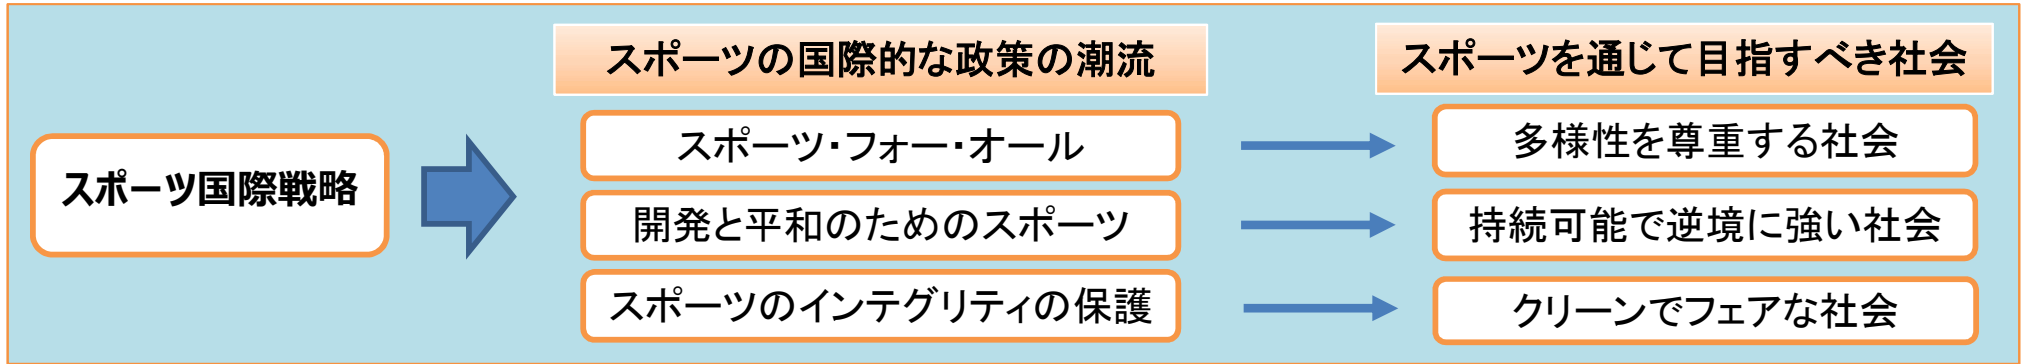 スポーツ国際戦略
スポーツの国際的な政策の潮流
スポーツ・フォー・オール
開発と平和のためのスポーツ
スポーツのインテグリティの保護
スポーツを通じて目指すべき社会
多様性を尊重する社会
持続可能で逆境に強い社会
クリーンでフェアな社会